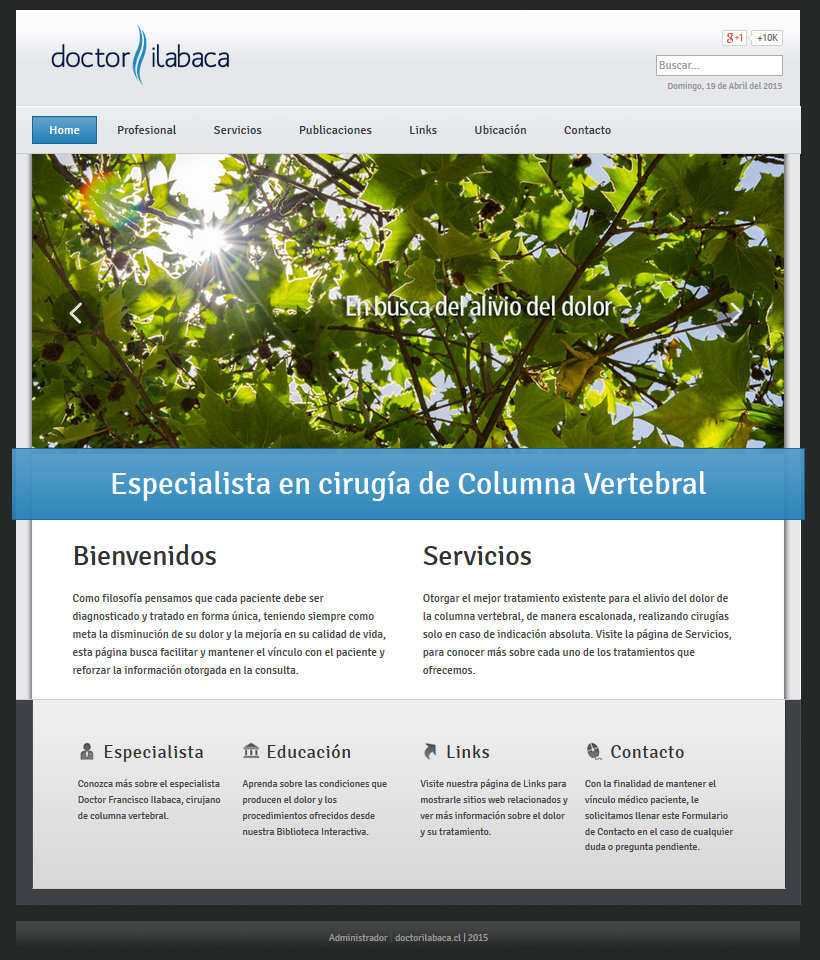 doctor ilabaca
+1 +10K
Buscar...
Domingo, 19 de Abril del 2015
Home Profesional Servicios Publicaciones Links Ubicación Contacto
En busca del alivio del dolor
Especialista en cirugía de Columna Vertebral
Bienvenidos
Como filosofía pensamos que cada paciente debe ser
diagnosticado y tratado en forma única, teniendo siempre como
meta la disminución de su dolor y la mejoría en su calidad de vida,
esta página busca facilitar y mantener el vínculo con el paciente y
reforzar la información otorgada en la consulta.
Servicios
Otorgar el mejor tratamiento existente para el alivio del dolor de
la columna vertebral, de manera escalonada, realizando cirugías
solo en caso de indicación absoluta. Visite la página de Servicios,
para conocer más sobre cada uno de los tratamientos que
ofrecemos.
Especialista
Conozca más sobre el especialista
Doctor Francisco Ilabaca, cirujano
de columna vertebral.
Educación
Aprenda sobre las condiciones que
producen el dolor y los
procedimientos ofrecidos desde
nuestra Biblioteca Interactiva.
Links
Visite nuestra página de Links para
mostrarle sitios web relacionados y
ver más información sobre el dolor
y su tratamiento.
Contacto
Con la finalidad de mantener el
vínculo médico paciente, le
solicitamos llenar este Formulario
de Contacto en el caso de cualquier
duda o pregunta pendiente.
Administrador | doctorilabaca.cl | 2015